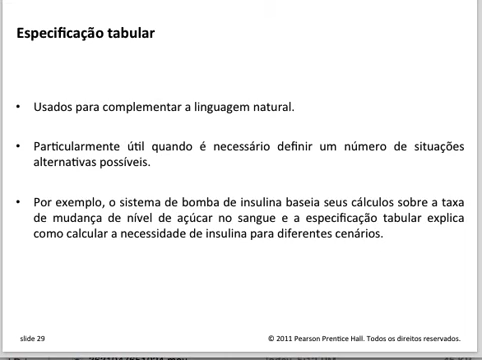 Especificação tabular
• Usados para complementar a linguagem natural.
• Particularmente útil quando é necessário definir um número de situações
alternativas possíveis.
• Por exemplo, o sistema de bomba de insulina baseia seus cálculos sobre a taxa
de mudança de nível de açúcar no sangue e a especificação tabular explica
como calcular a necessidade de insulina para diferentes cenários.
slide 29
© 2011 Pearson Prentice Hall. Todos os direitos reservados.